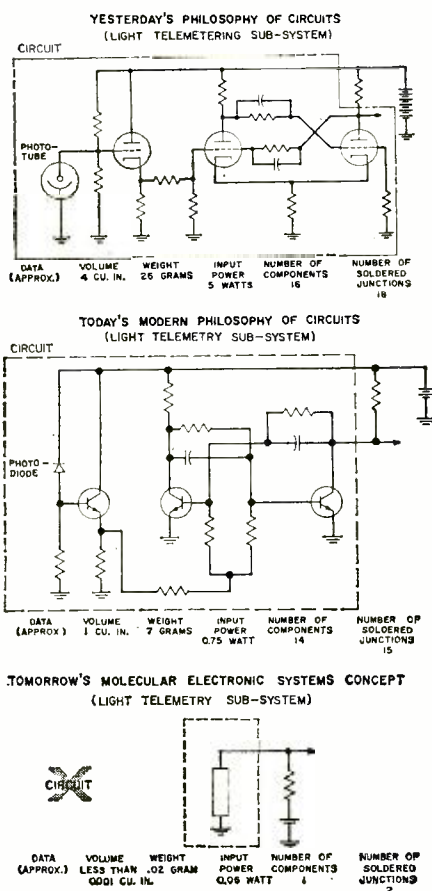 YESTERDAY'S PHILOSOPHY OF CIRCUITS
(LIGHT TELEMETERING SUB-SYSTEM)
CIRCUIT
PHOTO-
TUBE
DATA VOLUME WEIGHT INPUT NUMBER OF NUMBER OF
(APPROX.) 4 CU. IN. 26 GRAMS POWER COMPONENTS SOLDERED
5 WATTS 16 JUNCTIONS
18
TODAY'S MODERN PHILOSOPHY OF CIRCUITS
(LIGHT TELEMETRY SUB-SYSTEM)
CIRCUIT
PHOTO-
DIODE
DATA VOLUME WEIGHT INPUT NUMBER OF NUMBER OF
(APPROX) 1 CU. IN. 7 GRAMS POWER COMPONENTS SOLDERED
0.75 WATT 14 JUNCTIONS
15
TOMORROW'S MOLECULAR ELECTRONIC SYSTEMS CONCEPT
(LIGHT TELEMETRY SUB-SYSTEM)
CIRCUIT
DATA VOLUME WEIGHT INPUT NUMBER OF NUMBER OF
(APPROX.) LESS THAN .02 GRAM POWER COMPONENTS SOLDERED
0.001 CU. IN. WATT JUNCTIONS